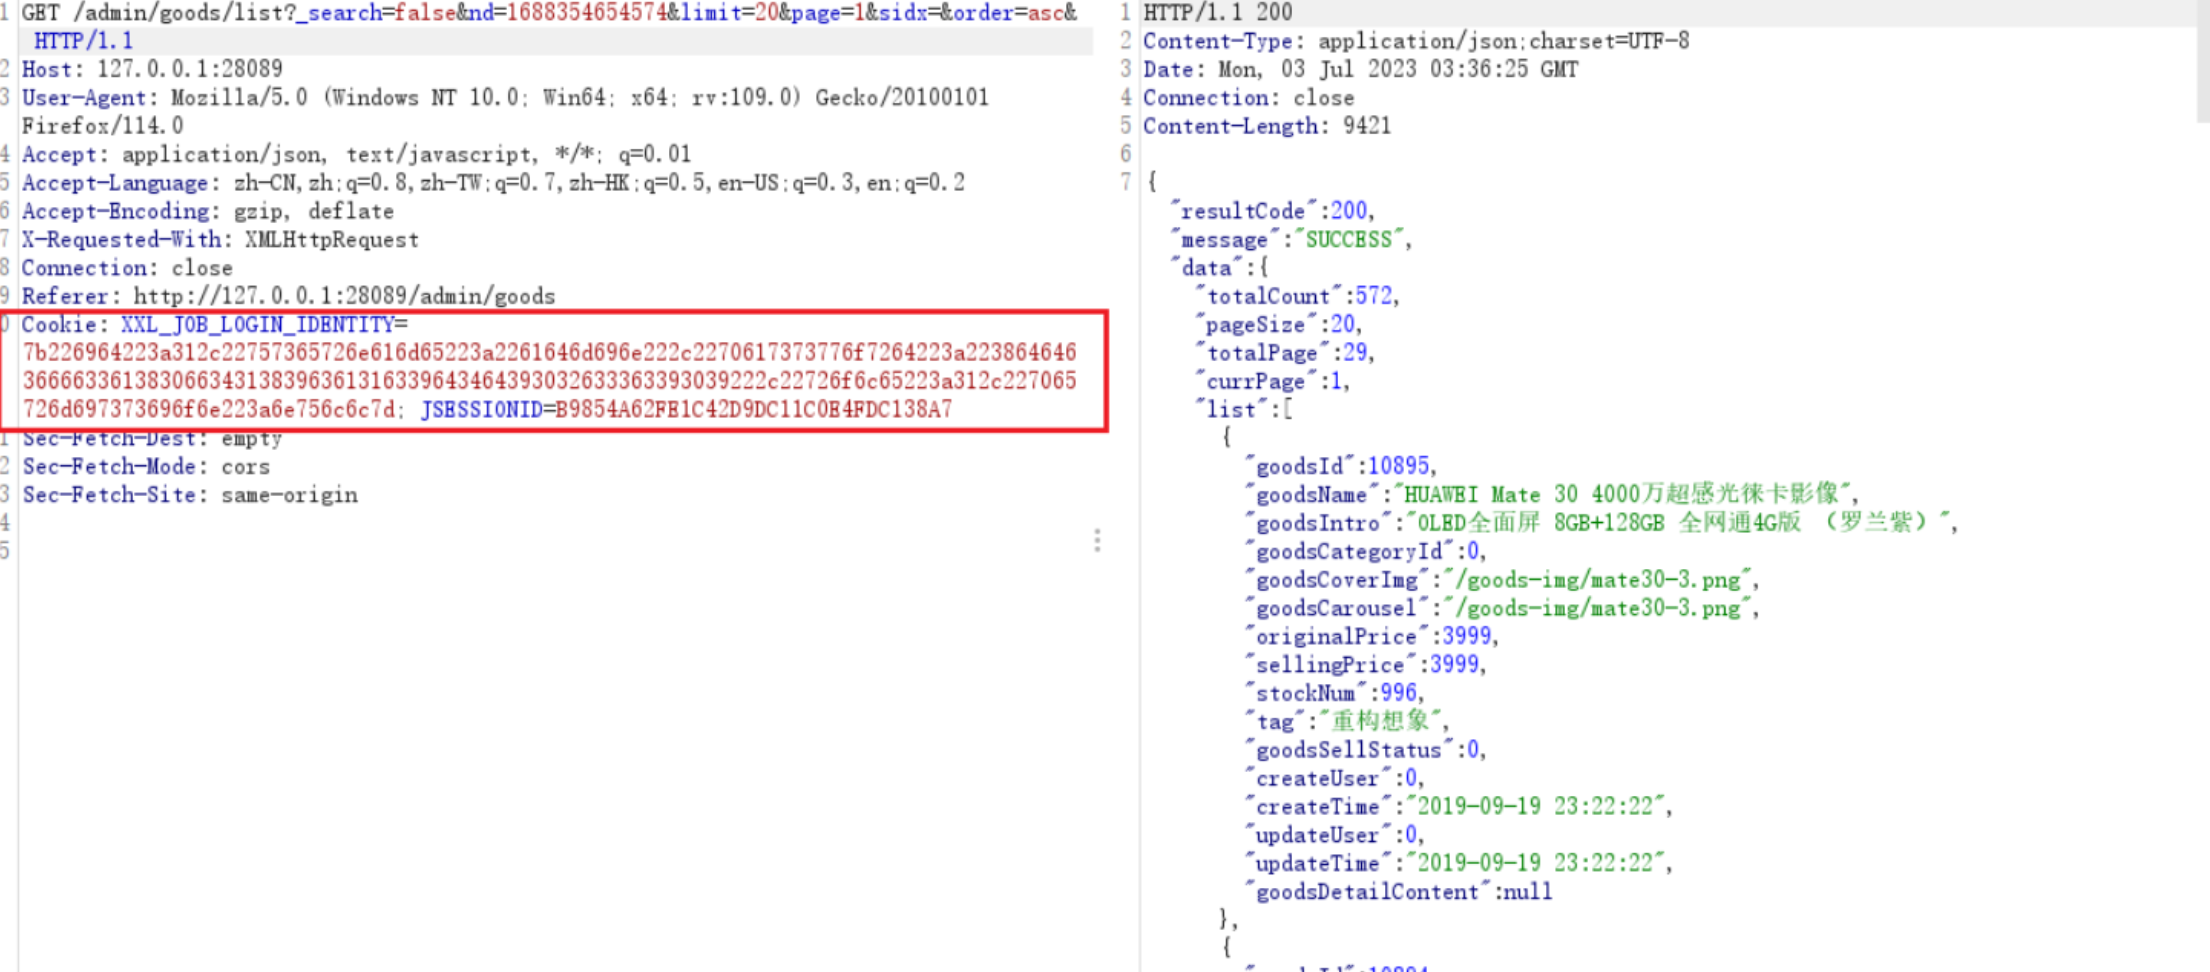 1 GET /admin/goods/list?_search=false&nd=1688354654574&limit=20&page=1&sidx=&order=asc&
HTTP/1.1
2 Host: 127.0.0.1:28089
3 User-Agent: Mozilla/5.0 (Windows NT 10.0; Win64; x64; rv:109.0) Gecko/20100101
Firefox/114.0
4 Accept: application/json, text/javascript, */*; q=0.01
5 Accept-Language: zh-CN,zh;q=0.8,zh-TW;q=0.7,zh-HK;q=0.5,en-US;q=0.3,en;q=0.2
6 Accept-Encoding: gzip, deflate
7 X-Requested-With: XMLHttpRequest
8 Connection: close
9 Referer: http://127.0.0.1:28089/admin/goods
0 Cookie: XXL_JOB_LOGIN_IDENTITY=
7b226964223a312c22757365726e616d65223a2261646d696e222c2270617373776f7264223a223864646
366663361383066343138396361316339643464393032633363393039222c22726f6c65223a312c227065
726d697373696f6e223a6e756c6c7d; JSESSIONID=B9854A62FE1C42D9DC11C0E4FDC138A7
1 Sec-Fetch-Dest: empty
2 Sec-Fetch-Mode: cors
3 Sec-Fetch-Site: same-origin
4
5
1 HTTP/1.1 200
2 Content-Type: application/json;charset=UTF-8
3 Date: Mon, 03 Jul 2023 03:36:25 GMT
4 Connection: close
5 Content-Length: 9421
6
7 {
"resultCode":200,
"message":"SUCCESS",
"data":{
"totalCount":572,
"pageSize":20,
"totalPage":29,
"currPage":1,
"list":[
{
"goodsId":10895,
"goodsName":"HUAWEI Mate 30 4000万超感光徕卡影像",
"goodsIntro":"OLED全面屏 8GB+128GB 全网通4G版 （罗兰紫）",
"goodsCategoryId":0,
"goodsCoverImg":"/goods-img/mate30-3.png",
"goodsCarousel":"/goods-img/mate30-3.png",
"originalPrice":3999,
"sellingPrice":3999,
"stockNum":996,
"tag":"重构想象",
"goodsSellStatus":0,
"createUser":0,
"createTime":"2019-09-19 23:22:22",
"updateUser":0,
"updateTime":"2019-09-19 23:22:22",
"goodsDetailContent":null
},
{